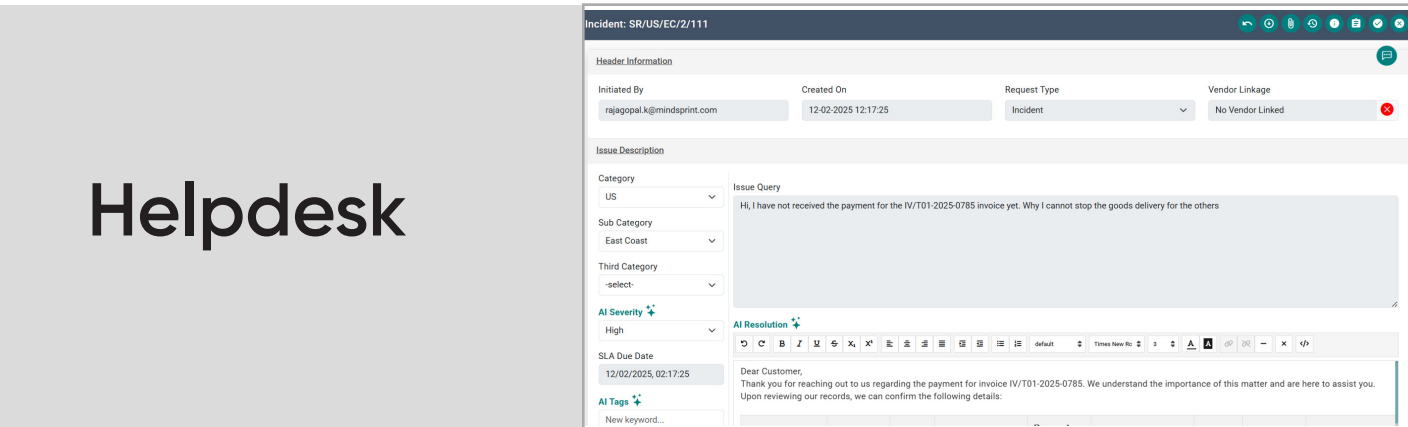 Helpdesk
Incident: SR/US/EC/2/111
Header Information
Initiated By
Created On
Request Type
Vendor Linkage
rajagopal.k@mindsprint.com
12-02-2025 12:17:25
Incident
No Vendor Linked
Issue Description
Category
US
Sub Category
East Coast
Third Category
-select-
AI Severity
High
SLA Due Date
12/02/2025, 02:17:25
AI Tags
New keyword...
Issue Query
Hi, I have not received the payment for the IV/T01-2025-0785 invoice yet. Why I cannot stop the goods delivery for the others
AI Resolution
default
Times New Rc
3
Dear Customer,
Thank you for reaching out to us regarding the payment for invoice IV/T01-2025-0785. We understand the importance of this matter and are here to assist you.
Upon reviewing our records, we can confirm the following details: